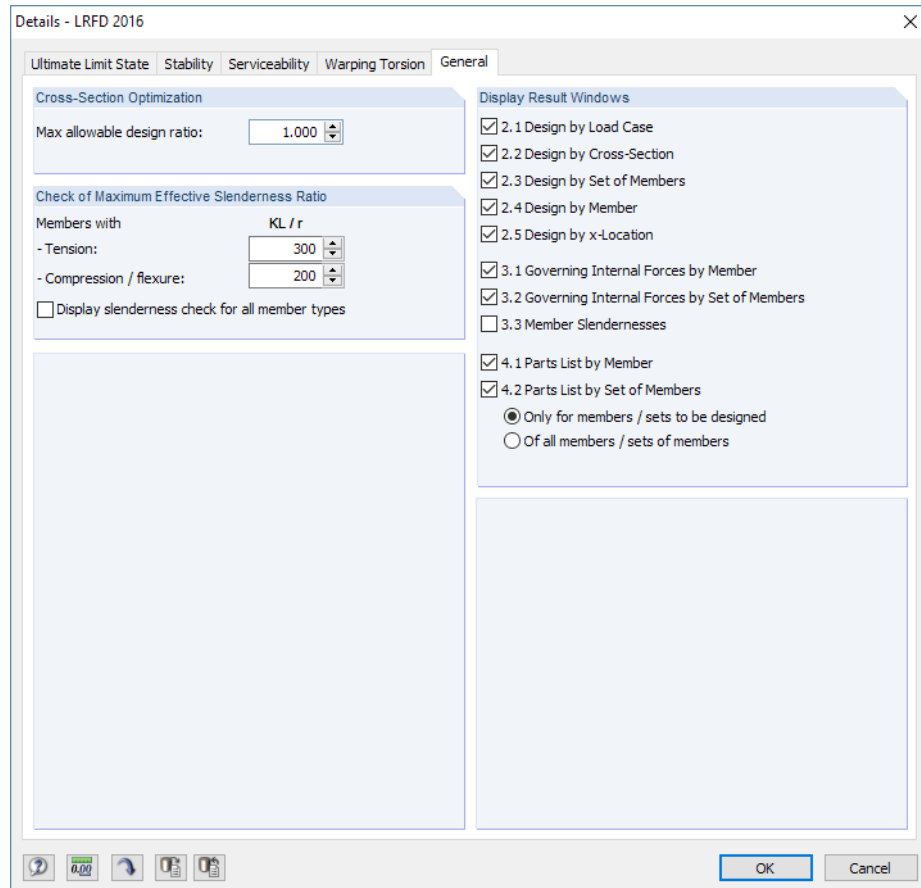 Details - LRFD 2016
Ultimate Limit State Stability Serviceability Warping Torsion General
Cross-Section Optimization
Max allowable design ratio: 1.000
Check of Maximum Effective Slenderness Ratio
Members with KL / r
- Tension: 300
- Compression / flexure: 200
Display slenderness check for all member types
Display Result Windows
2.1 Design by Load Case
2.2 Design by Cross-Section
2.3 Design by Set of Members
2.4 Design by Member
2.5 Design by x-Location
3.1 Governing Internal Forces by Member
3.2 Governing Internal Forces by Set of Members
3.3 Member Slendernesses
4.1 Parts List by Member
4.2 Parts List by Set of Members
Only for members / sets to be designed
Of all members / sets of members
0.00
OK Cancel